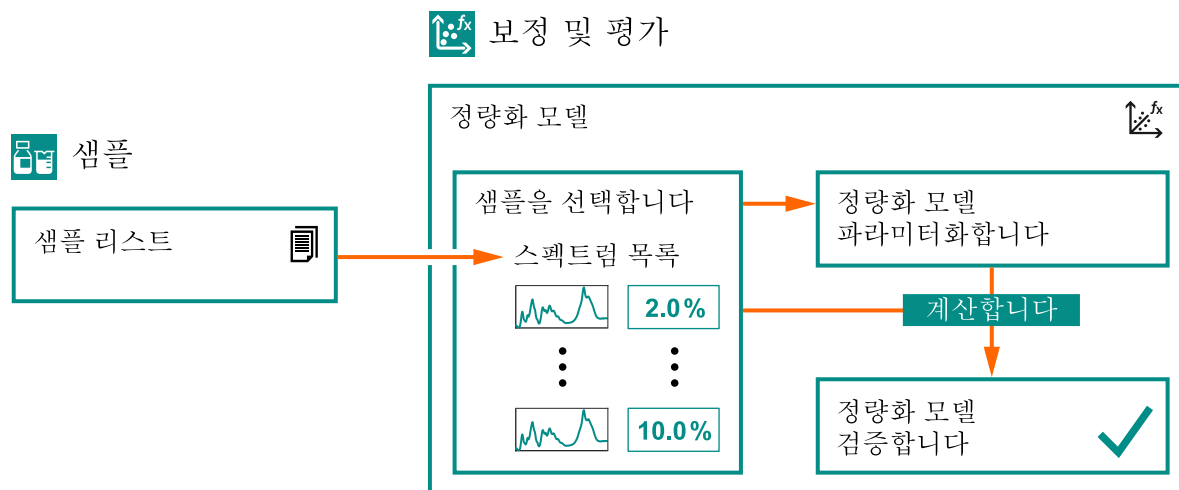 보정 및 평가
정량화 모델
샘플
샘플 리스트
샘플을 선택합니다
스펙트럼 목록
2.0%
10.0%
정량화 모델
파라미터화합니다
계산합니다
정량화 모델
검증합니다